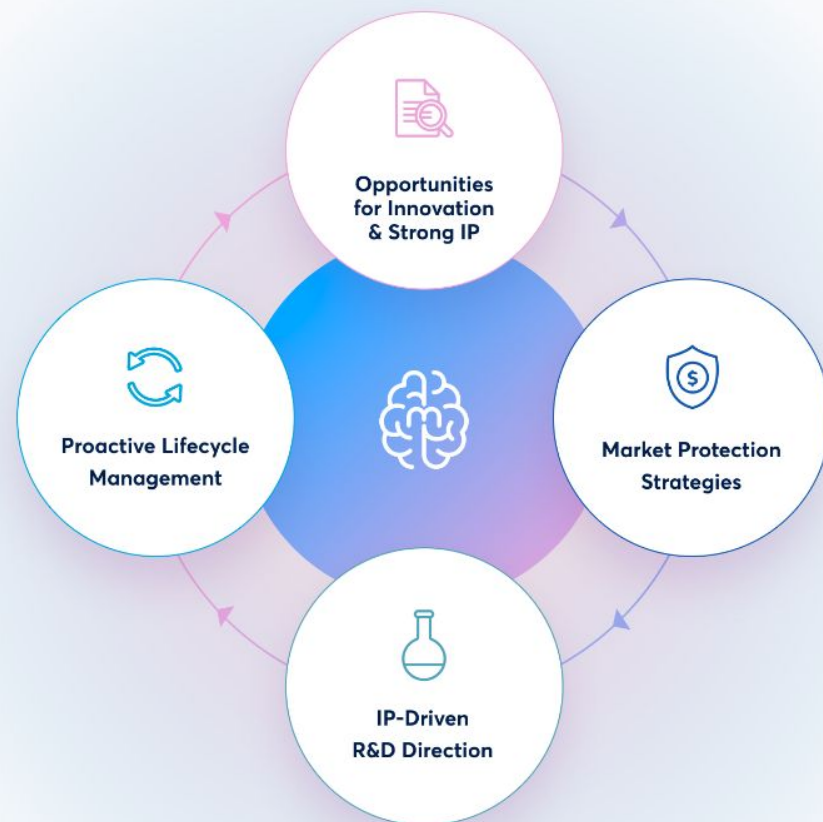 Opportunities
for Innovation
& Strong IP
Proactive Lifecycle
Management
$
Market Protection
Strategies
IP-Driven
R&D Direction